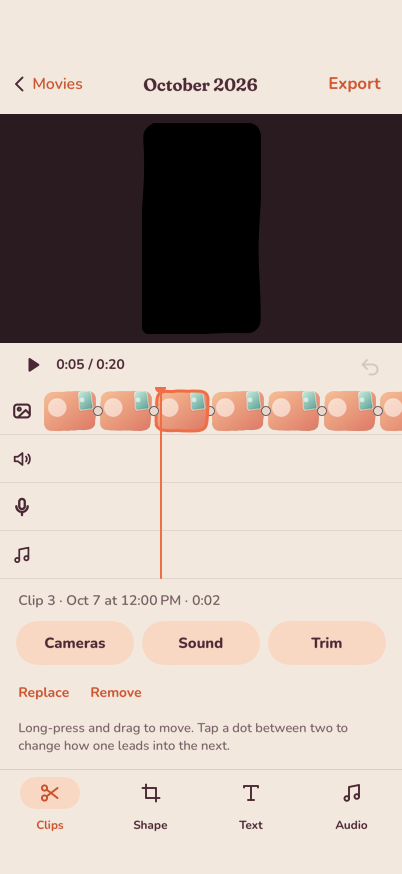 Movies
October 2026
Export
0:05 / 0:20
Clip 3 · Oct 7 at 12:00 PM · 0:02
Cameras
Sound
Trim
Replace
Remove
Long-press and drag to move. Tap a dot between two to
change how one leads into the next.
Clips
Shape
Text
Audio